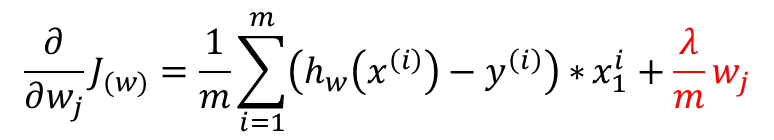 ∂/∂w_j J_(w) = 1/m ∑_{i=1}^{m} (h_w(x^(i)) − y^(i)) ∗ x_1^i + λ/m w_j